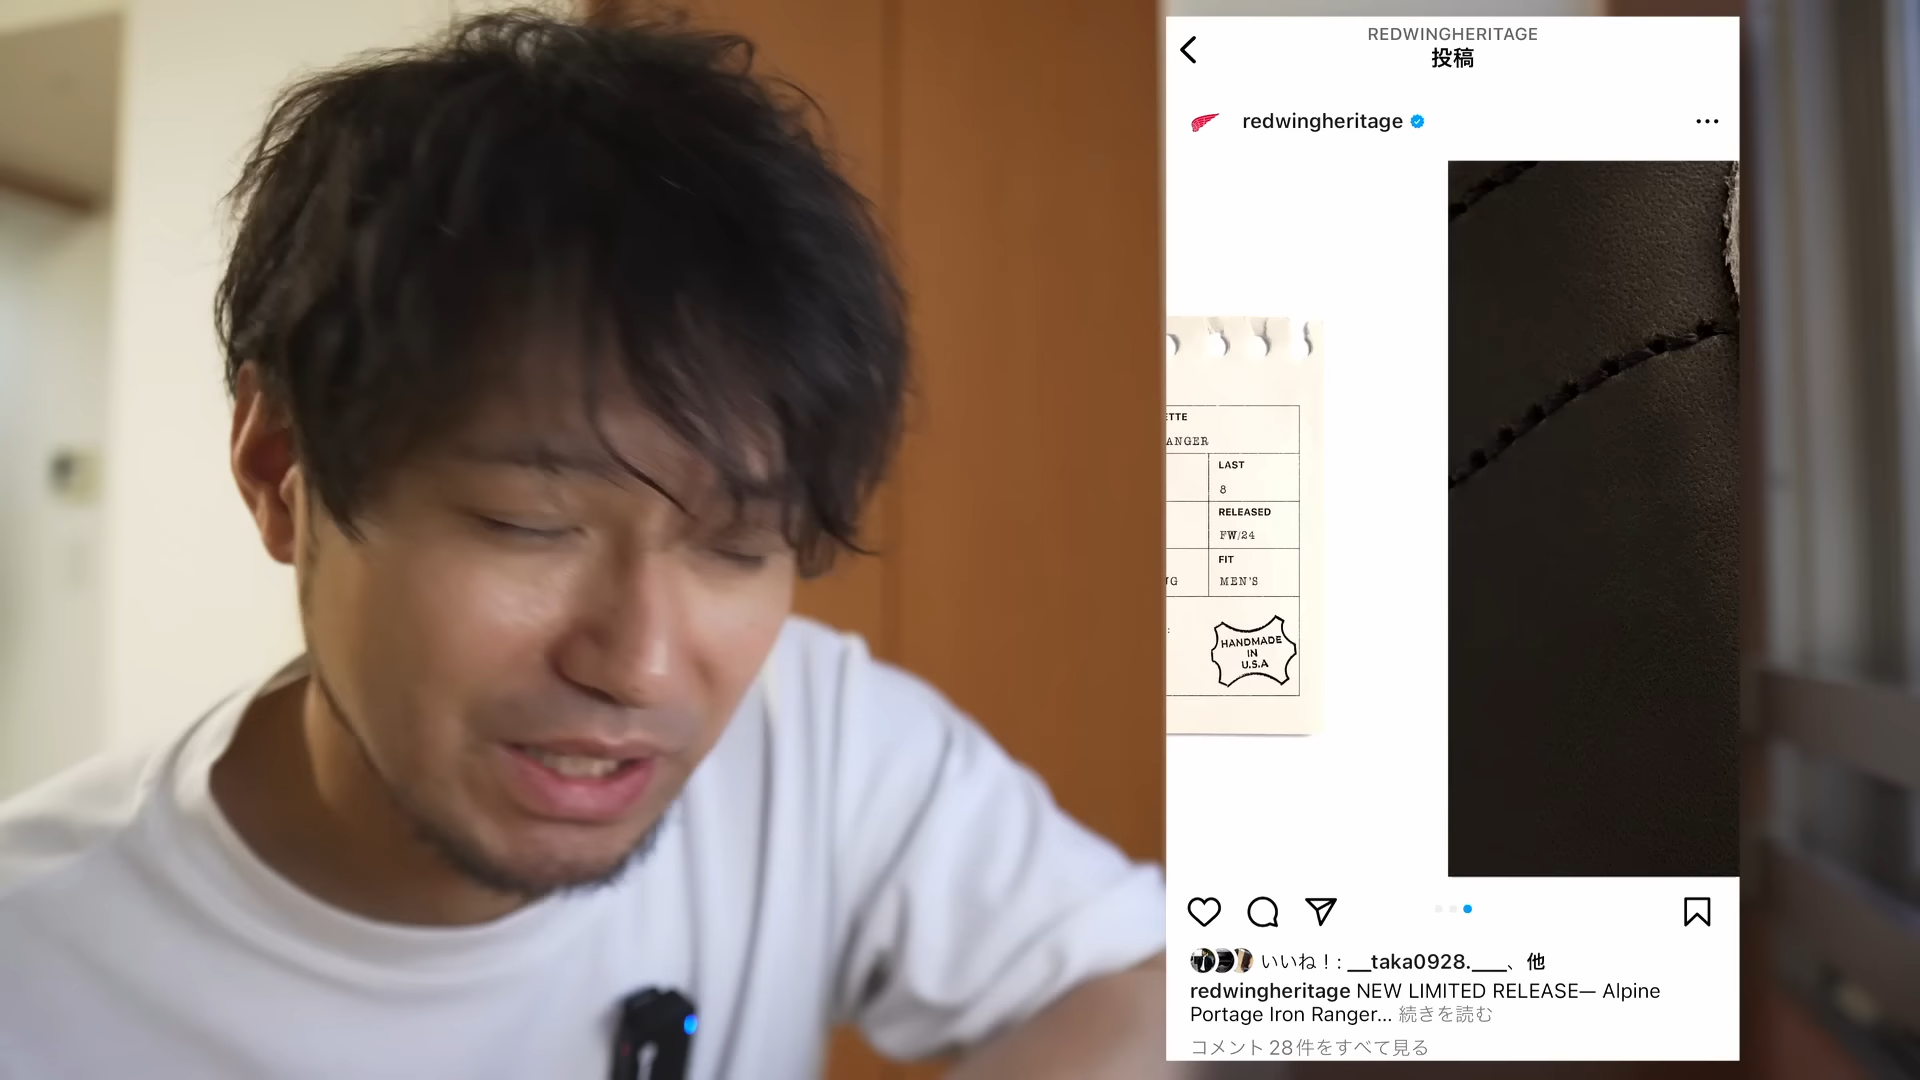 REDWINGHERITAGE
投稿
redwingheritage
LAST
8
RELEASED
FW/24
FIT
MEN'S
HANDMADE
IN
U.S.A
いいね！: __taka0928.___、他
redwingheritage NEW LIMITED RELEASE— Alpine
Portage Iron Ranger... 続きを読む
コメント28件をすべて見る